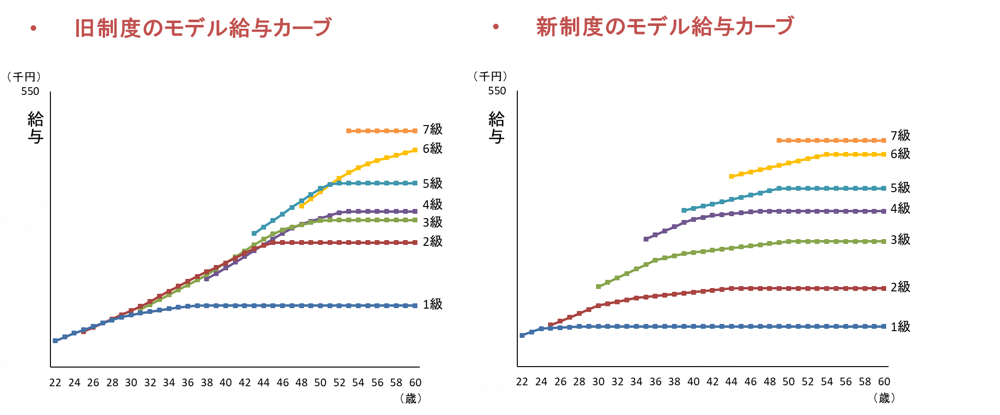 • 旧制度のモデル給与カーブ
（千円）
550
給与
7級
6級
5級
4級
3級
2級
1級
22 24 26 28 30 32 34 36 38 40 42 44 46 48 50 52 54 56 58 60
（歳）
• 新制度のモデル給与カーブ
（千円）
550
給与
7級
6級
5級
4級
3級
2級
1級
22 24 26 28 30 32 34 36 38 40 42 44 46 48 50 52 54 56 58 60
（歳）